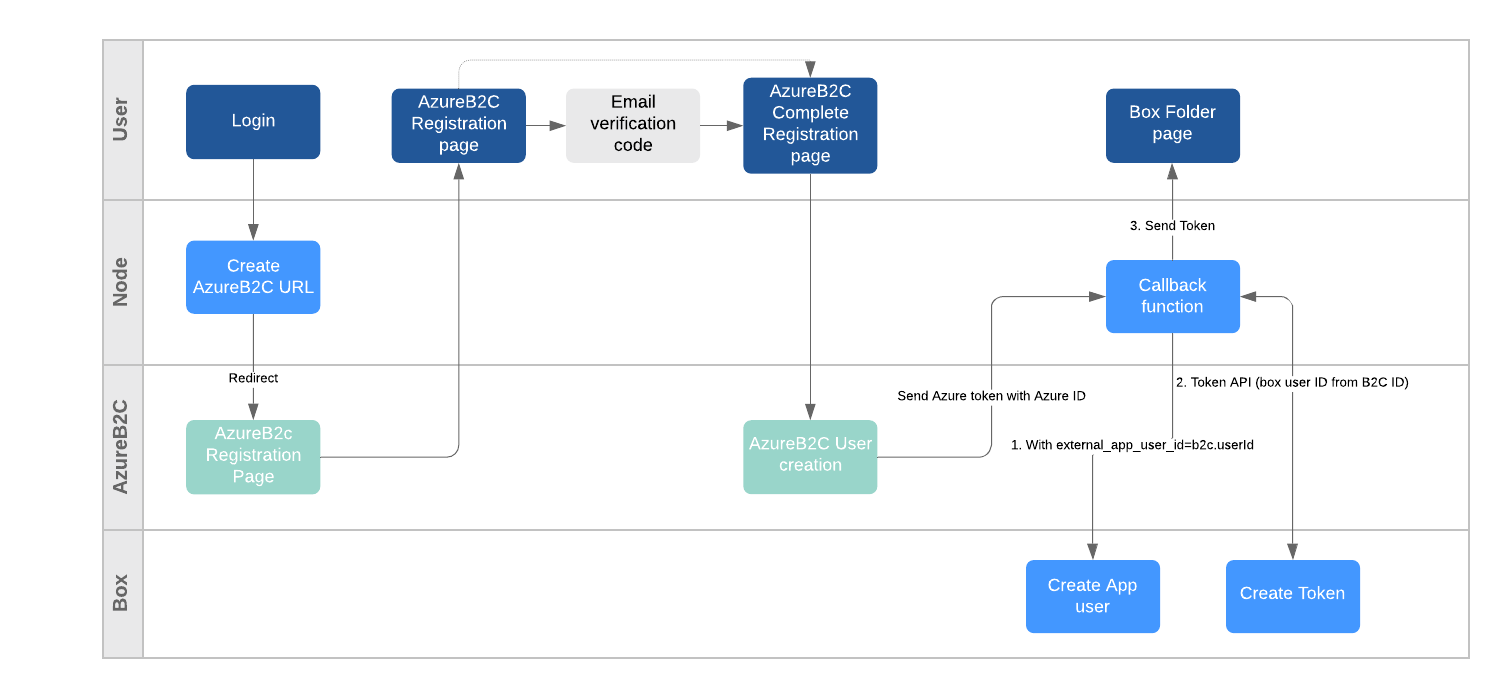 User
Login
AzureB2C
Registration
page
Email
verification
code
AzureB2C
Complete
Registration
page
Box Folder
page
Node
Create
AzureB2C URL
3. Send Token
Callback
function
AzureB2C
Redirect
AzureB2c
Registration
Page
AzureB2C User
creation
Send Azure token with Azure ID
2. Token API (box user ID from B2C ID)
1. With external_app_user_id=b2c.userId
Box
Create App
user
Create Token